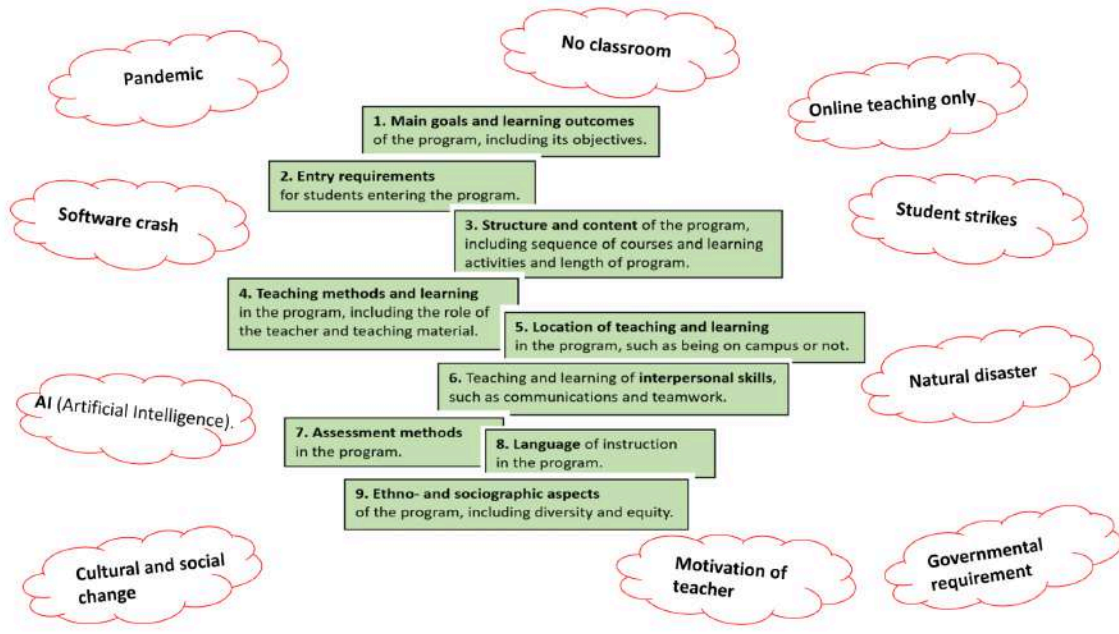 No classroom
Pandemic
Online teaching only
1. Main goals and learning outcomes
of the program, including its objectives.
2. Entry requirements
for students entering the program.
Software crash
Student strikes
3. Structure and content of the program,
including sequence of courses and learning
activities and length of program.
4. Teaching methods and learning
in the program, including the role of
the teacher and teaching material.
5. Location of teaching and learning
in the program, such as being on campus or not.
Natural disaster
6. Teaching and learning of interpersonal skills,
such as communications and teamwork.
AI (Artificial Intelligence).
7. Assessment methods
in the program.
8. Language of instruction
in the program.
9. Ethno- and sociographic aspects
of the program, including diversity and equity.
Cultural and social
change
Motivation of
teacher
Governmental
requirement